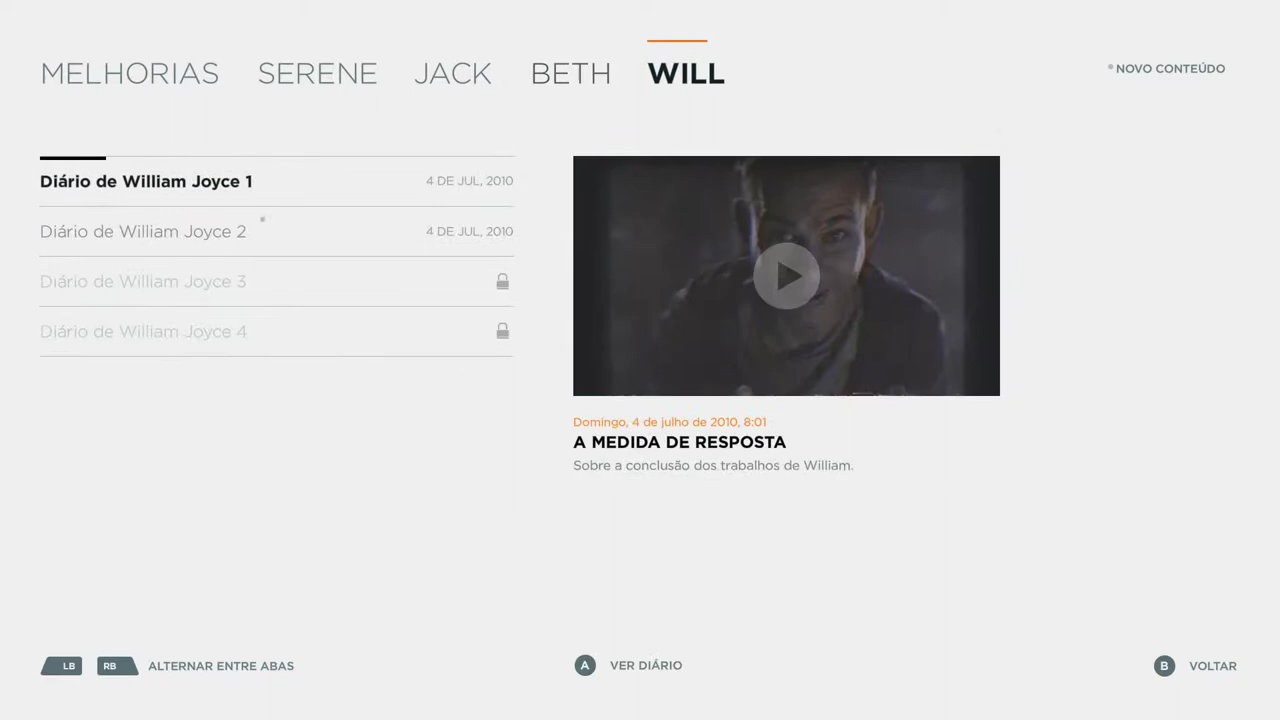 MELHORIAS SERENE JACK BETH WILL
NOVO CONTEÚDO
Diário de William Joyce 1 4 DE JUL, 2010
Diário de William Joyce 2 4 DE JUL, 2010
Diário de William Joyce 3
Diário de William Joyce 4
Domingo, 4 de julho de 2010, 8:01
A MEDIDA DE RESPOSTA
Sobre a conclusão dos trabalhos de William.
LB RB ALTERNAR ENTRE ABAS
A VER DIÁRIO
B VOLTAR